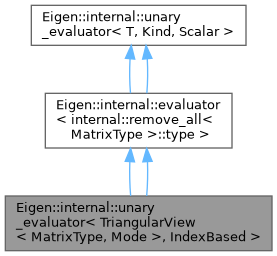 Eigen::internal::unary
_evaluator< T, Kind, Scalar >
Eigen::internal::evaluator
< internal::remove_all<
MatrixType >::type >
Eigen::internal::unary
_evaluator< TriangularView
< MatrixType, Mode >, IndexBased >